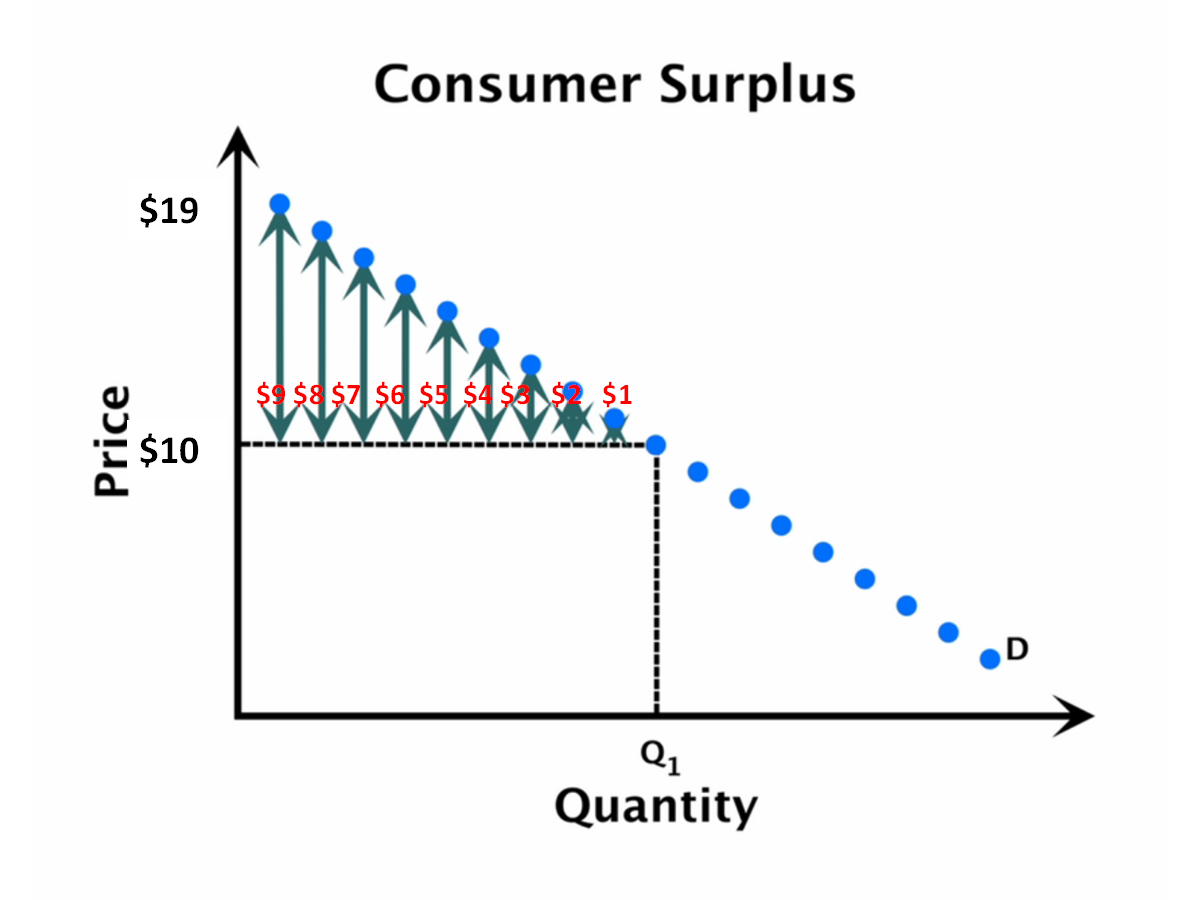 Consumer Surplus
$19
$9 $8 $7 $6 $5 $4 $3 $2 $1
Price
$10
D
Q1
Quantity